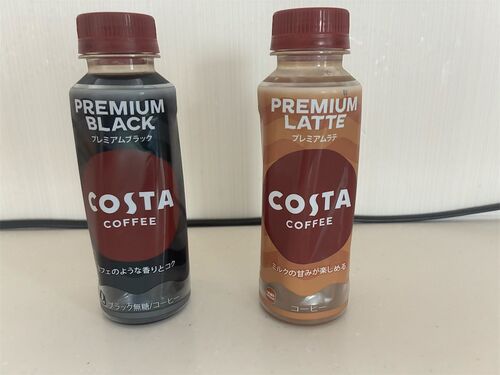 PREMIUM
BLACK
プレミアムブラック
COSTA
COFFEE
フェのような香りとコク
ブラック無糖/コーヒー
PREMIUM
LATTE
プレミアムラテ
COSTA
COFFEE
ミルクの甘みが楽しめる
コーヒー